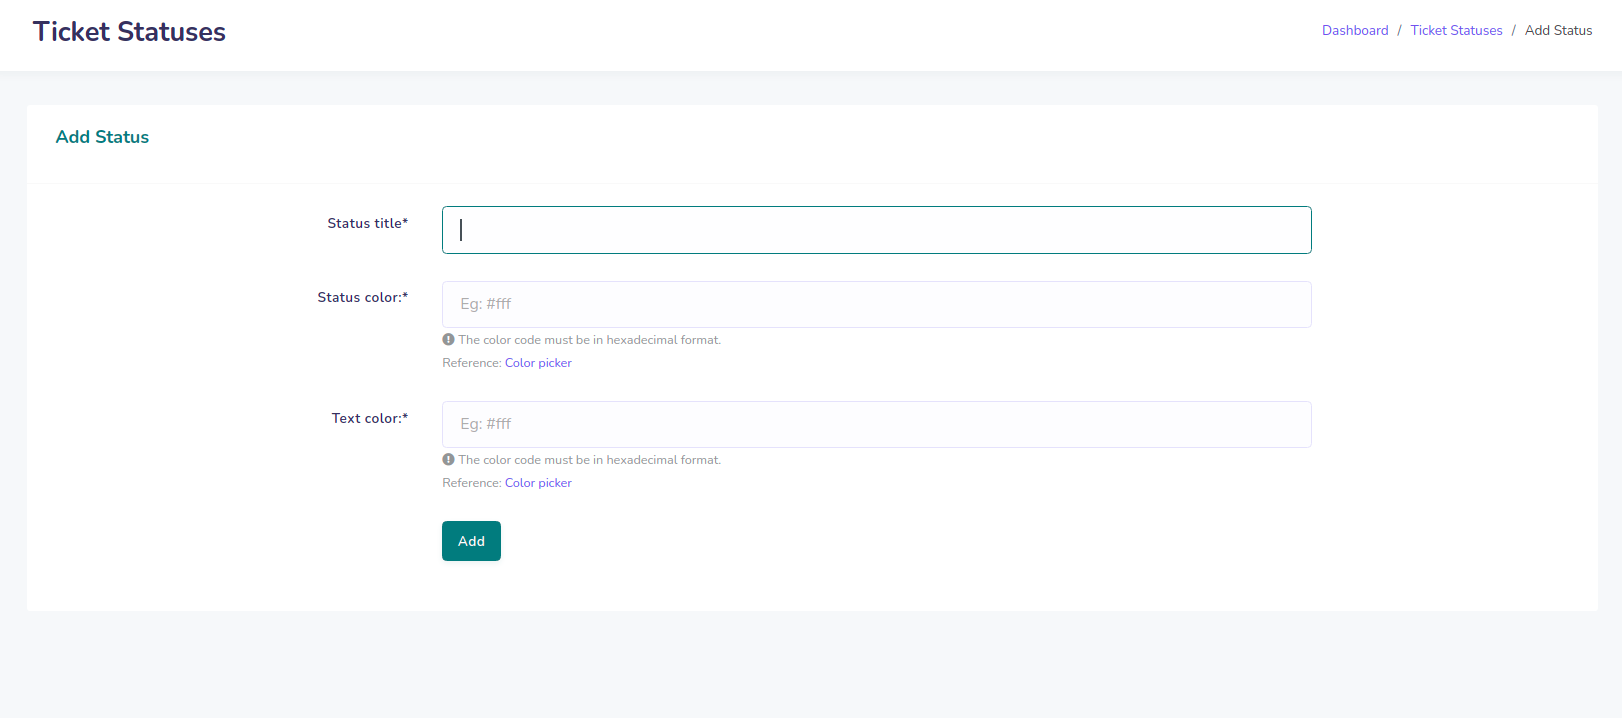 Ticket Statuses
Dashboard / Ticket Statuses / Add Status
Add Status
Status title*
Status color:*
Eg: #fff
The color code must be in hexadecimal format.
Reference: Color picker
Text color:*
Eg: #fff
The color code must be in hexadecimal format.
Reference: Color picker
Add